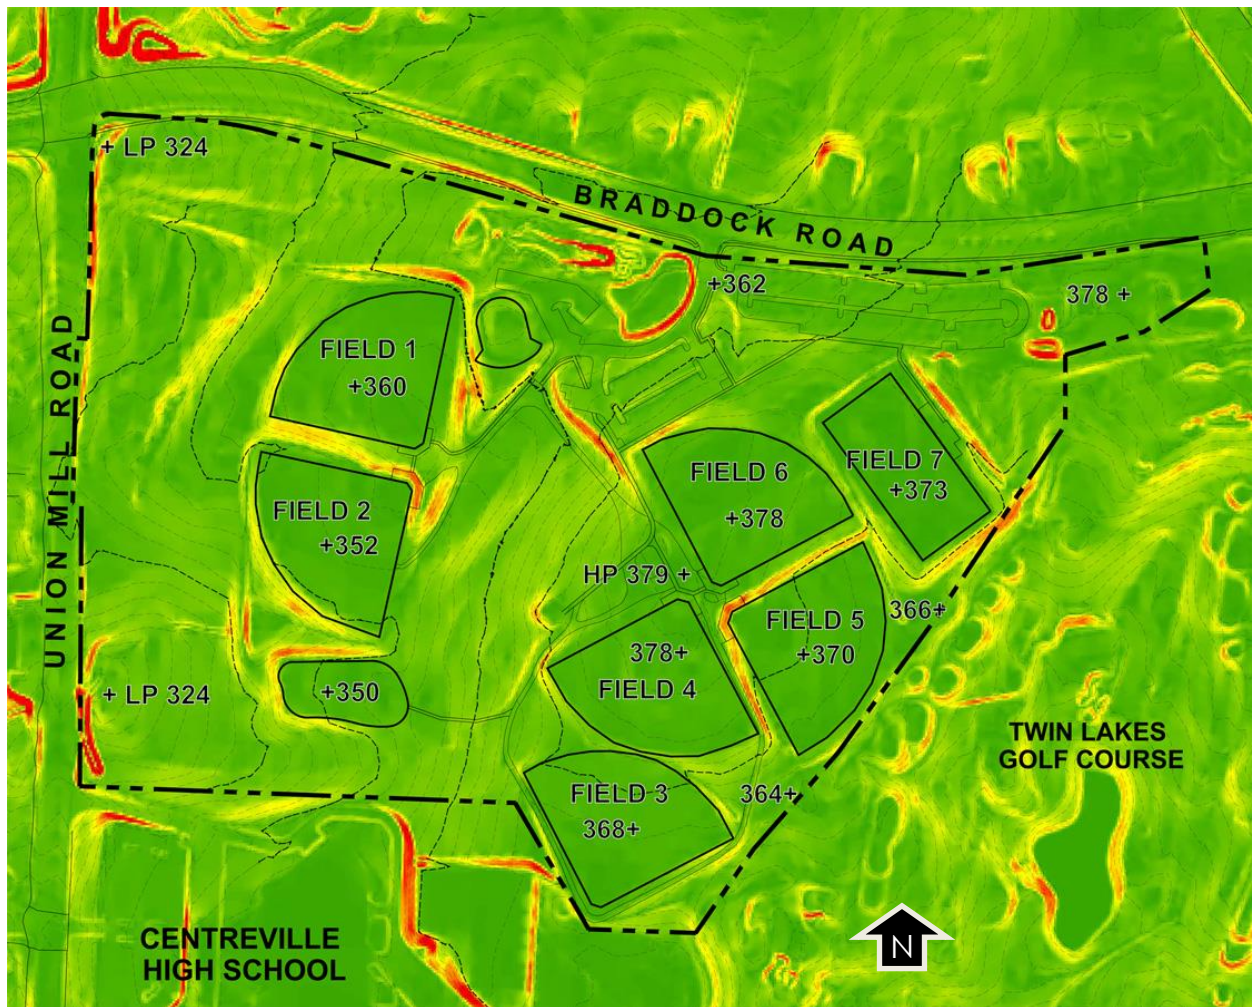 + LP 324
BRADDOCK ROAD
+362
378 +
UNION MILL ROAD
FIELD 1
+360
FIELD 7
+373
FIELD 6
+378
FIELD 2
+352
HP 379 +
366+
FIELD 5
+370
378+
FIELD 4
+ LP 324
+350
TWIN LAKES
GOLF COURSE
FIELD 3
368+
364+
CENTREVILLE
HIGH SCHOOL
N